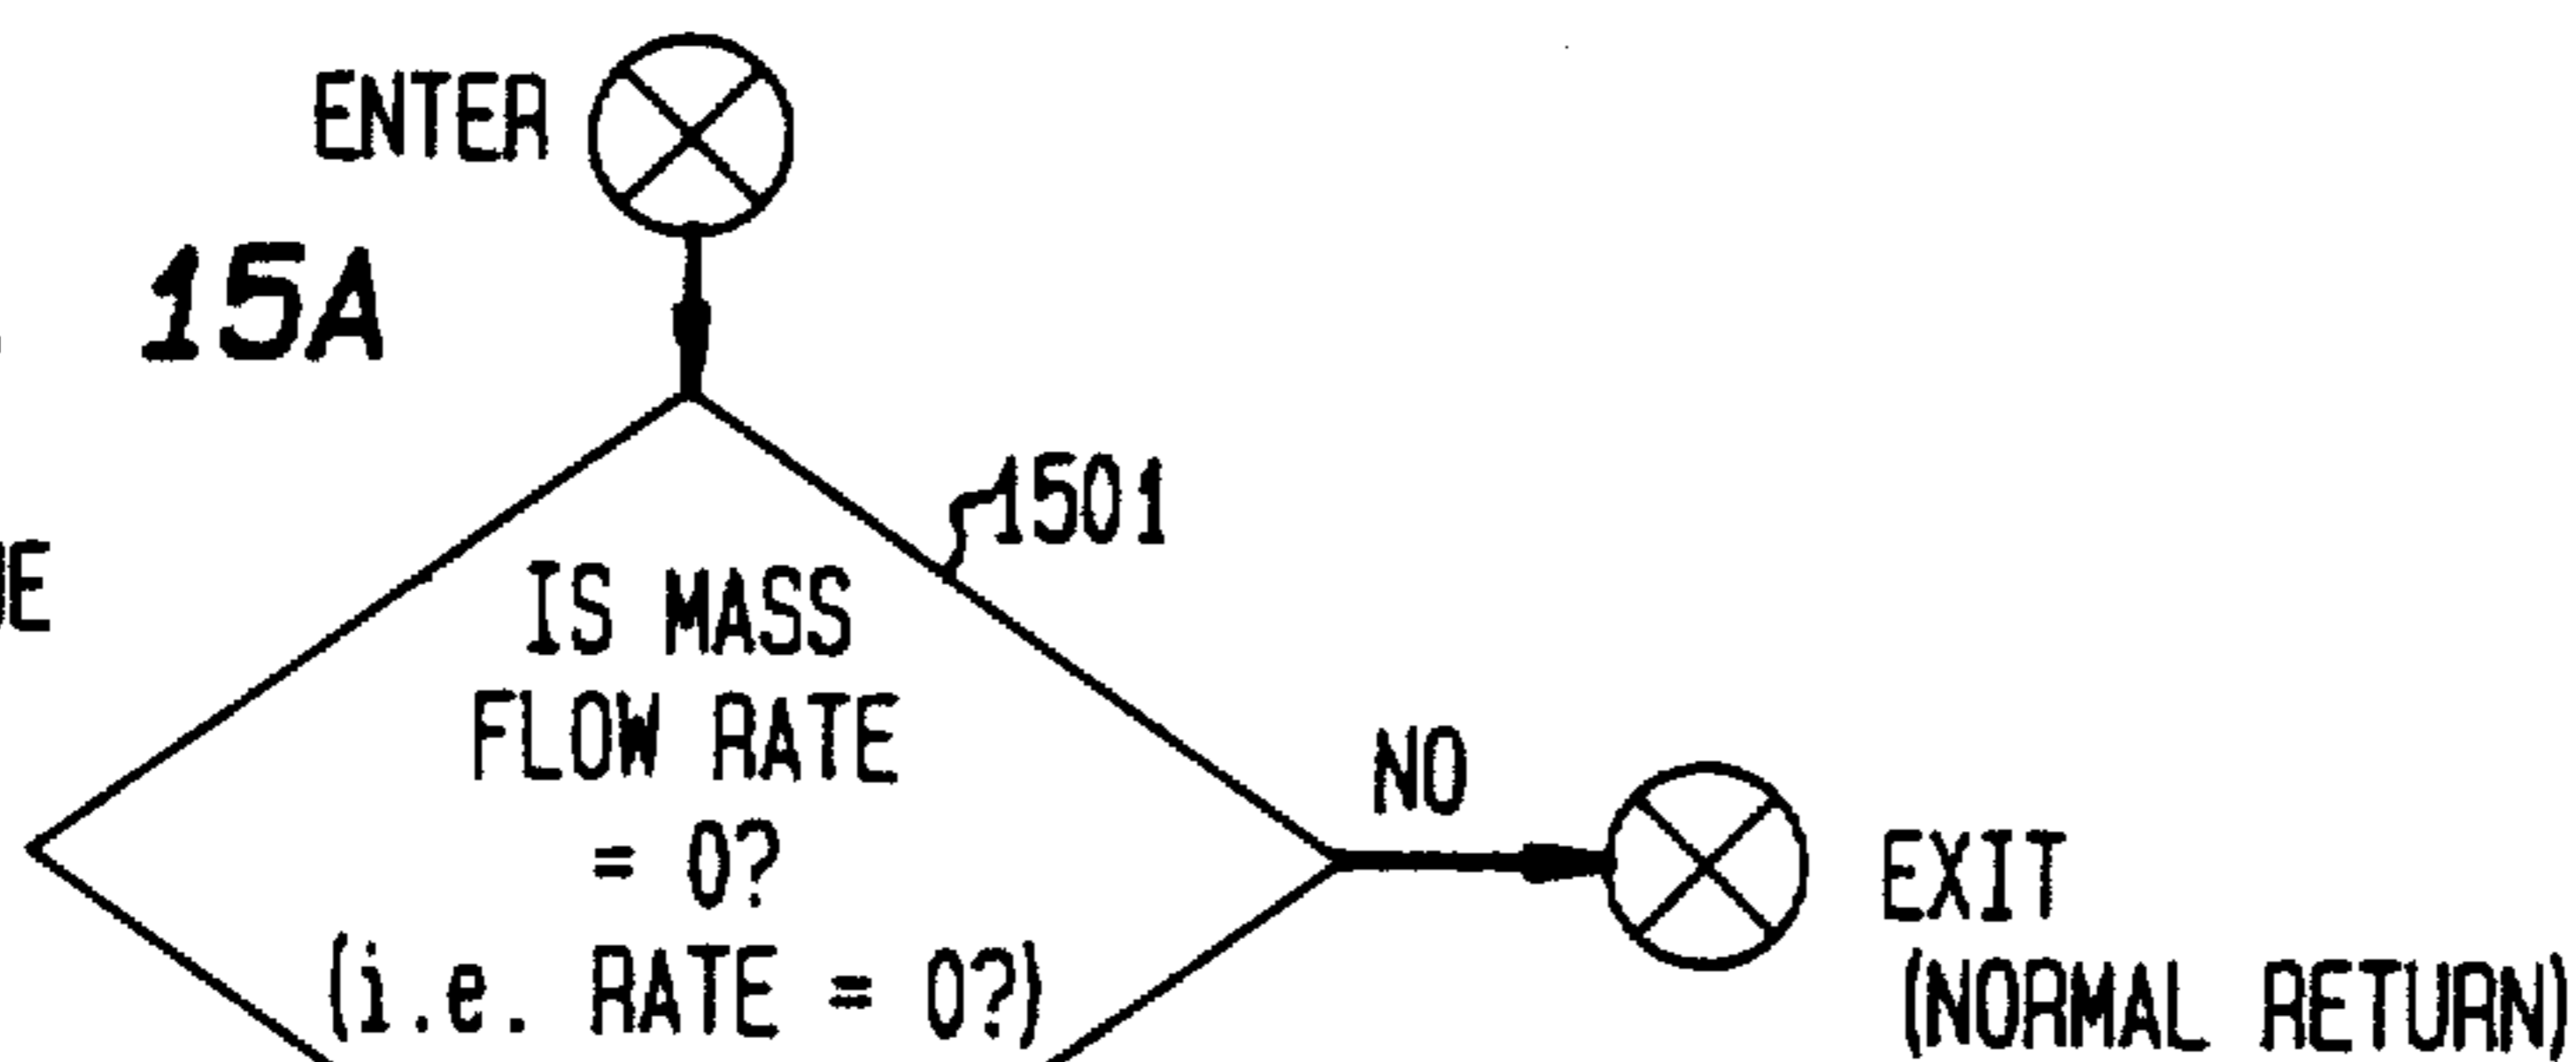 ENTER
15A
1501
IS MASS
FLOW RATE
= 0?
(i.e. RATE = 0?)
NO
EXIT
(NORMAL RETURN)